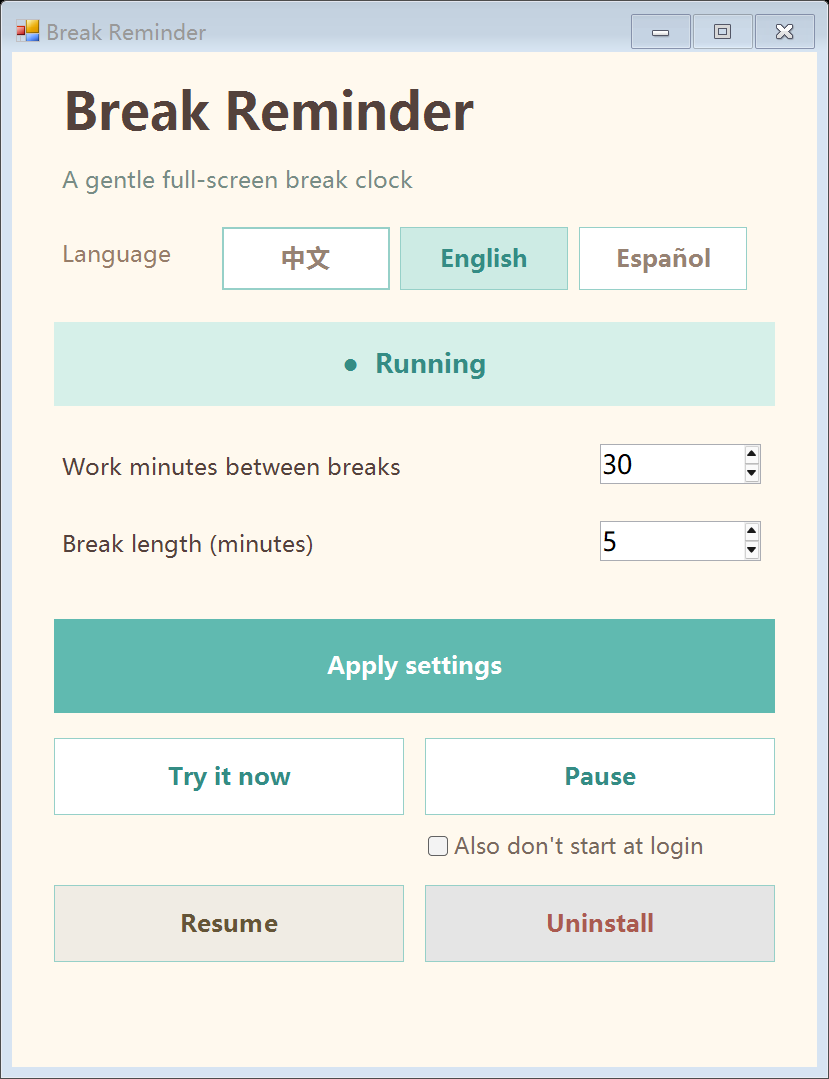 Break Reminder
Break Reminder
A gentle full-screen break clock
Language 中文 English Español
● Running
Work minutes between breaks 30
Break length (minutes) 5
Apply settings
Try it now Pause
Also don't start at login
Resume Uninstall